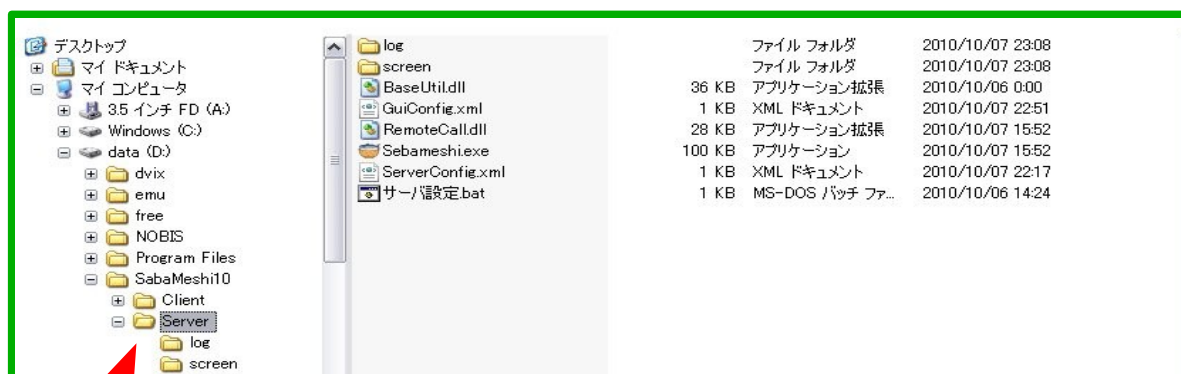 デスクトップ
マイ ドキュメント
マイ コンピュータ
3.5 インチ FD (A:)
Windows (C:)
data (D:)
dvix
emu
free
NOBIS
Program Files
SabaMeshi10
Client
Server
log
screen
log ファイル フォルダ 2010/10/07 23:08
screen ファイル フォルダ 2010/10/07 23:08
BaseUtil.dll 36 KB アプリケーション拡張 2010/10/06 0:00
GuiConfig.xml 1 KB XML ドキュメント 2010/10/07 22:51
RemoteCall.dll 28 KB アプリケーション拡張 2010/10/07 15:52
Sebameshi.exe 100 KB アプリケーション 2010/10/07 15:52
ServerConfig.xml 1 KB XML ドキュメント 2010/10/07 22:17
サーバ設定.bat 1 KB MS-DOS バッチ ファ... 2010/10/06 14:24